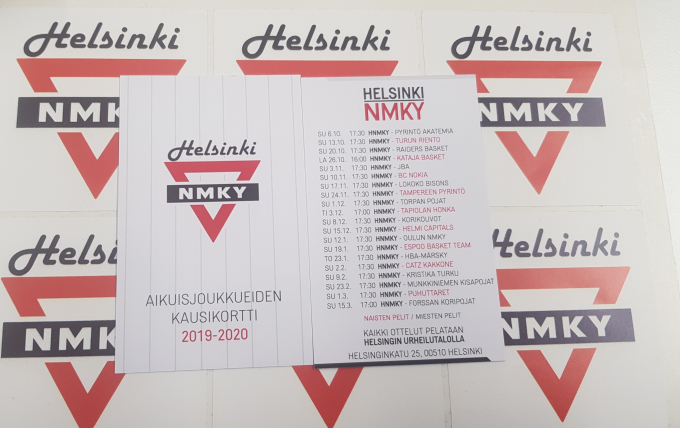 Helsinki
Helsinki
Helsinki
NMKY
NMKY
Helsinki
NMKY
AIKUISJOUKKUEIDEN
KAUSIKORTTI
2019-2020
HELSINKI
NMKY
SU 6.10. 17:30 HNMKY - PYRINTÖ AKATEMIA
SU 13.10. 17:30 HNMKY - TURUN RIENTO
SU 20.10. 17:30 HNMKY - RAIDERS BASKET
LA 26.10. 16:00 HNMKY - KATAJA BASKET
SU 3.11. 17:30 HNMKY - JBA
SU 10.11. 17:30 HNMKY - BC NOKIA
SU 17.11. 17:30 HNMKY - LOKOKO BISONS
SU 24.11. 17:30 HNMKY - TAMPEREEN PYRINTÖ
SU 1.12. 17:30 HNMKY - TORPAN POJAT
TI 3.12. 17:00 HNMKY - TAPIOLAN HONKA
SU 8.12. 17:30 HNMKY - KORIKOUVOT
SU 15.12. 17:30 HNMKY - HELMI CAPITALS
SU 12.1. 17:30 HNMKY - OULUN NMKY
SU 19.1. 17:30 HNMKY - ESPOO BASKET TEAM
TO 23.1. 17:30 HNMKY - HBA-MÄRSKY
SU 2.2. 17:30 HNMKY - CATZ KAKKONE
SU 9.2. 17:30 HNMKY - KRISTIKA TURKU
SU 23.2. 17:30 HNMKY - MUNKKINIEMEN KISAPOJAT
SU 1.3. 17:30 HNMKY - PUHUTTARET
SU 15.3. 17:00 HNMKY - FORSSAN KORIPOJAT
NAISTEN PELIT / MIESTEN PELIT
KAIKKI OTTELUT PELATAAN
HELSINGIN URHEILUTALOLLA
HELSINGINKATU 25, 00510 HELSINKI
Helsi
inki
NMKY
NMKY